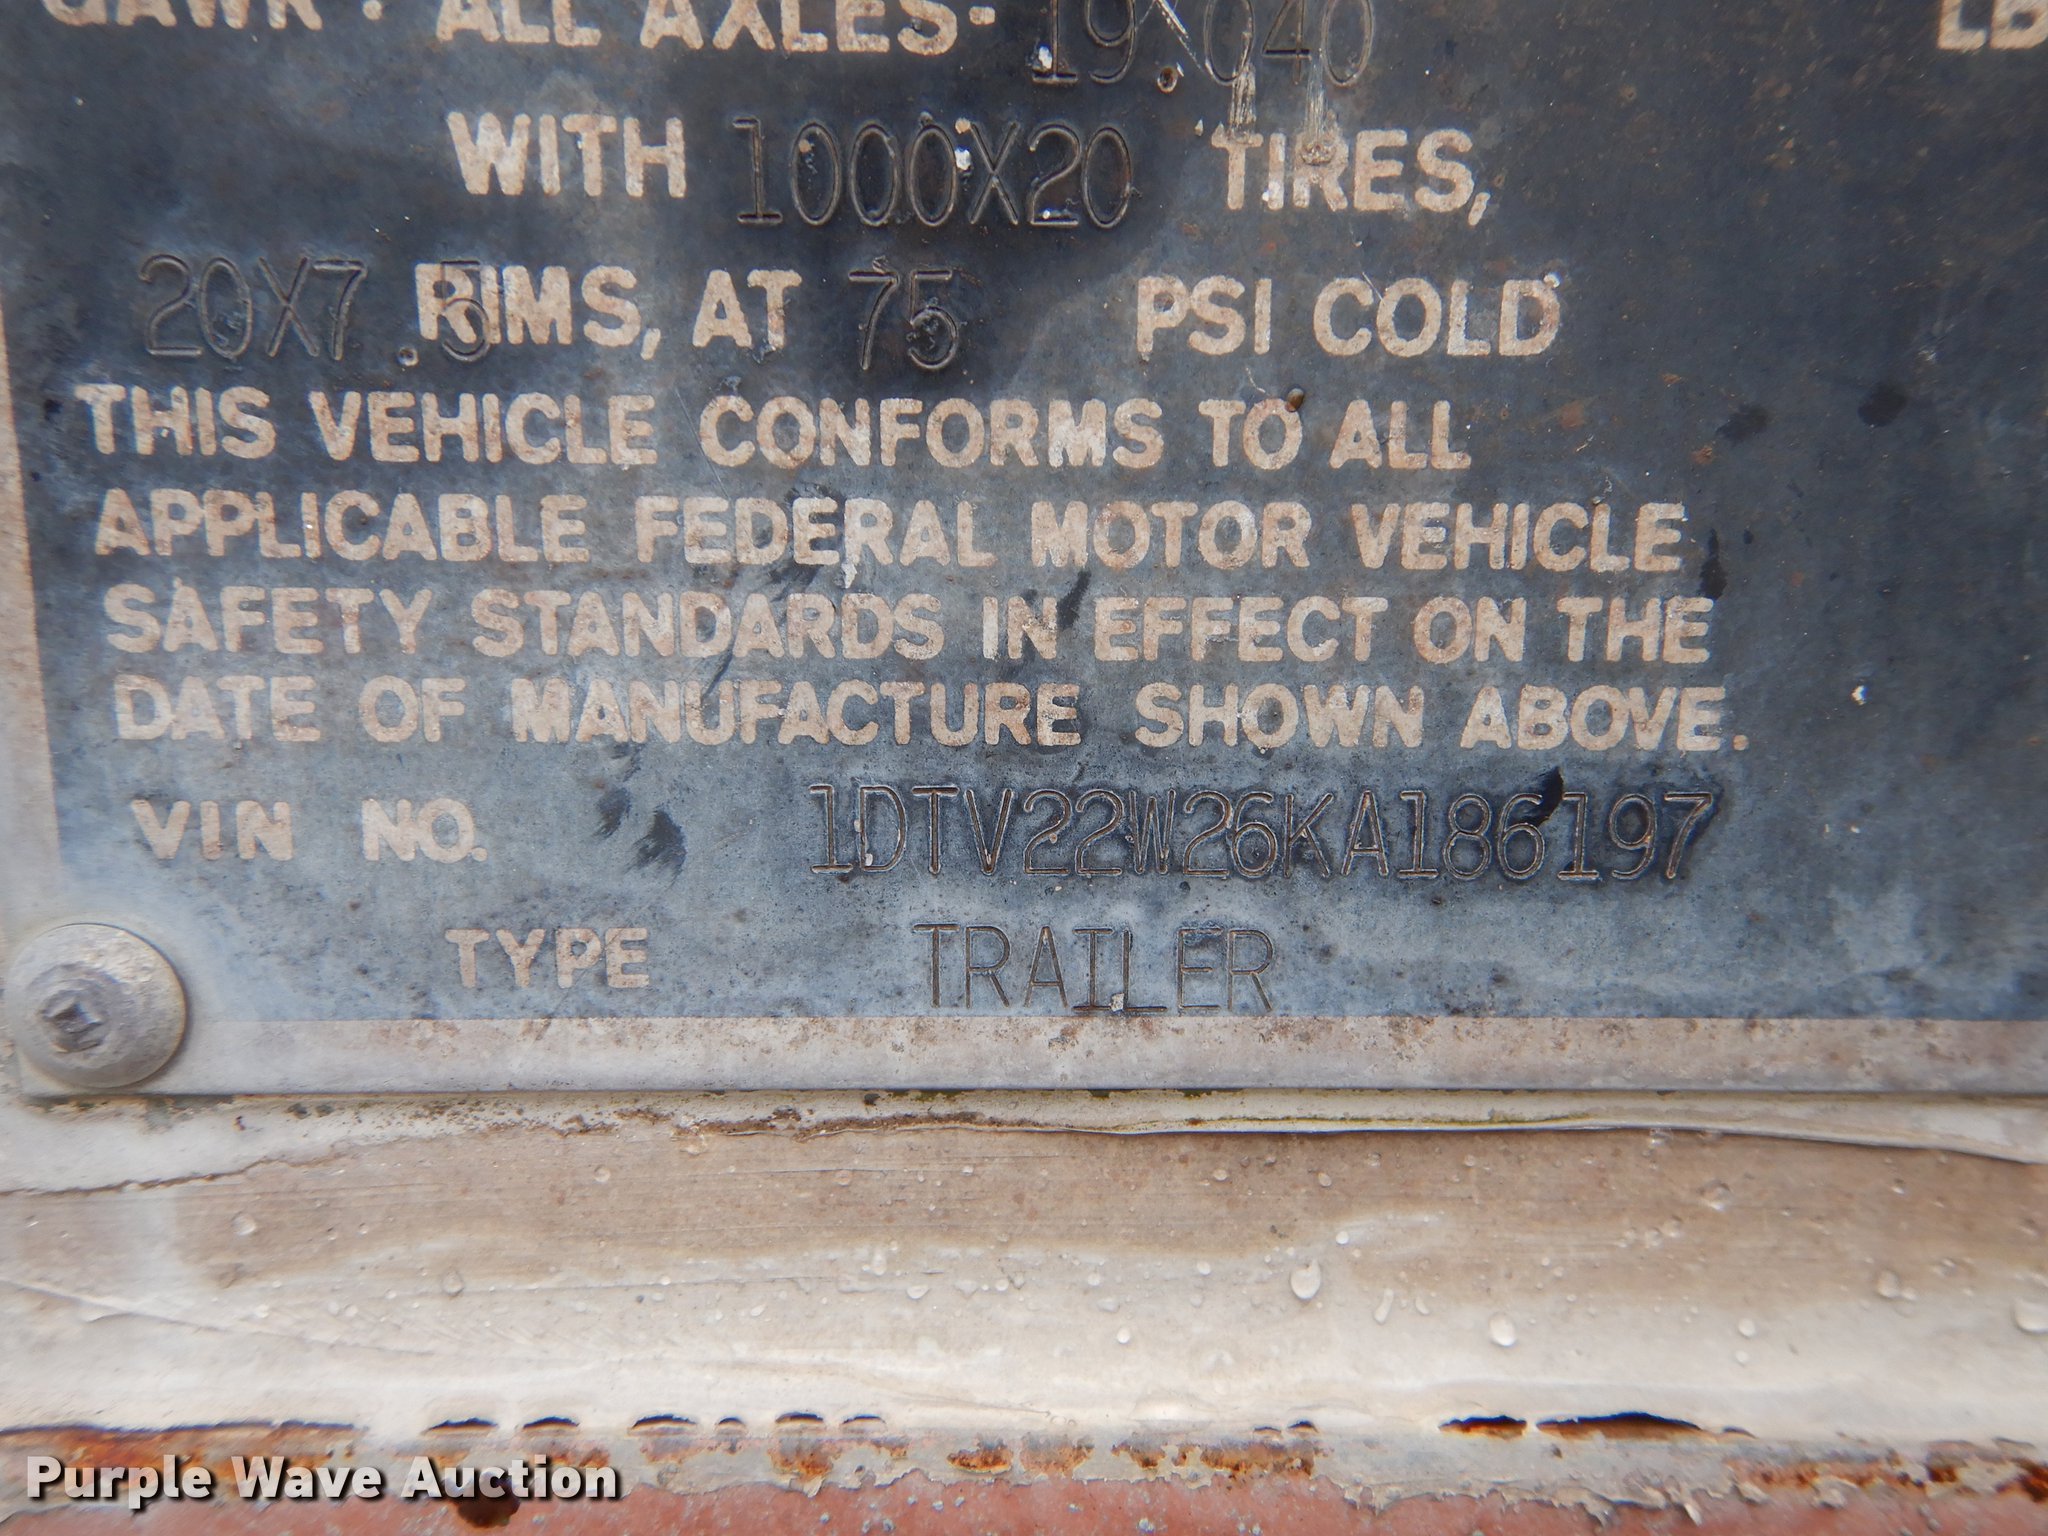 GAWR - ALL AXLES- 19.040 LB
WITH 1000X20 TIRES,
20X7.5 RIMS, AT 75 PSI COLD
THIS VEHICLE CONFORMS TO ALL
APPLICABLE FEDERAL MOTOR VEHICLE
SAFETY STANDARDS IN EFFECT ON THE
DATE OF MANUFACTURE SHOWN ABOVE.
VIN NO. 1DTV22W26KA186197
TYPE TRAILER
Purple Wave Auction